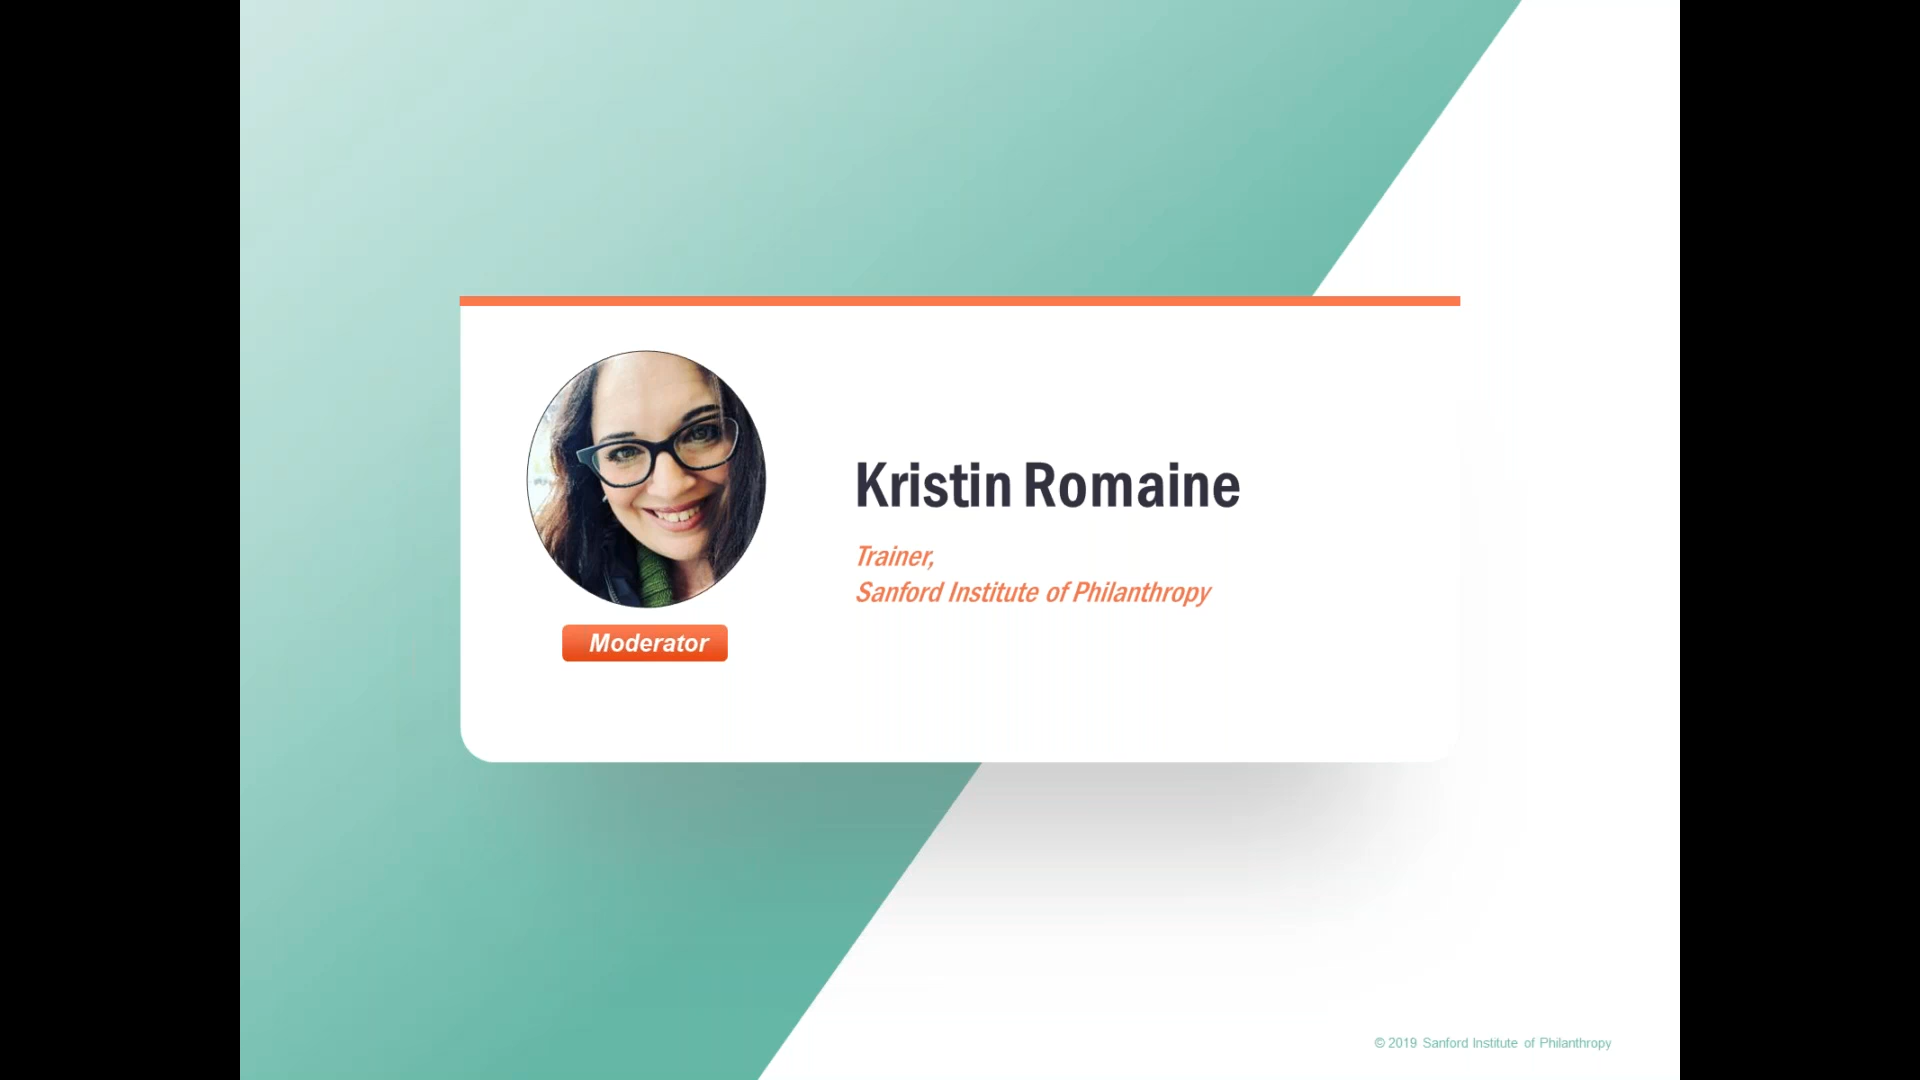 Kristin Romaine
Trainer,
Sanford Institute of Philanthropy
Moderator
© 2019 Sanford Institute of Philanthropy